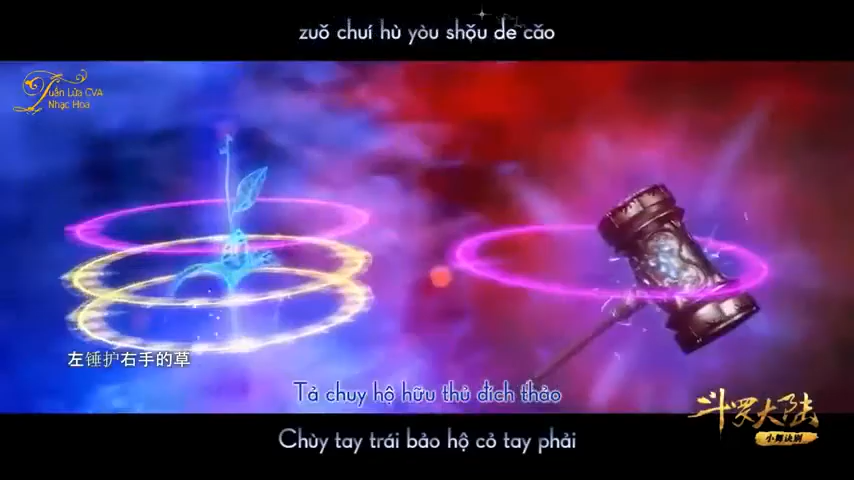 zuǒ chuí hù yòu shǒu de cǎo
Tuấn Lửa CVA
Nhạc Hoa
左锤护右手的草
Tả chuy hộ hữu thủ đích thảo
斗罗大陆
小舞诀别
Chùy tay trái bảo hộ cỏ tay phải